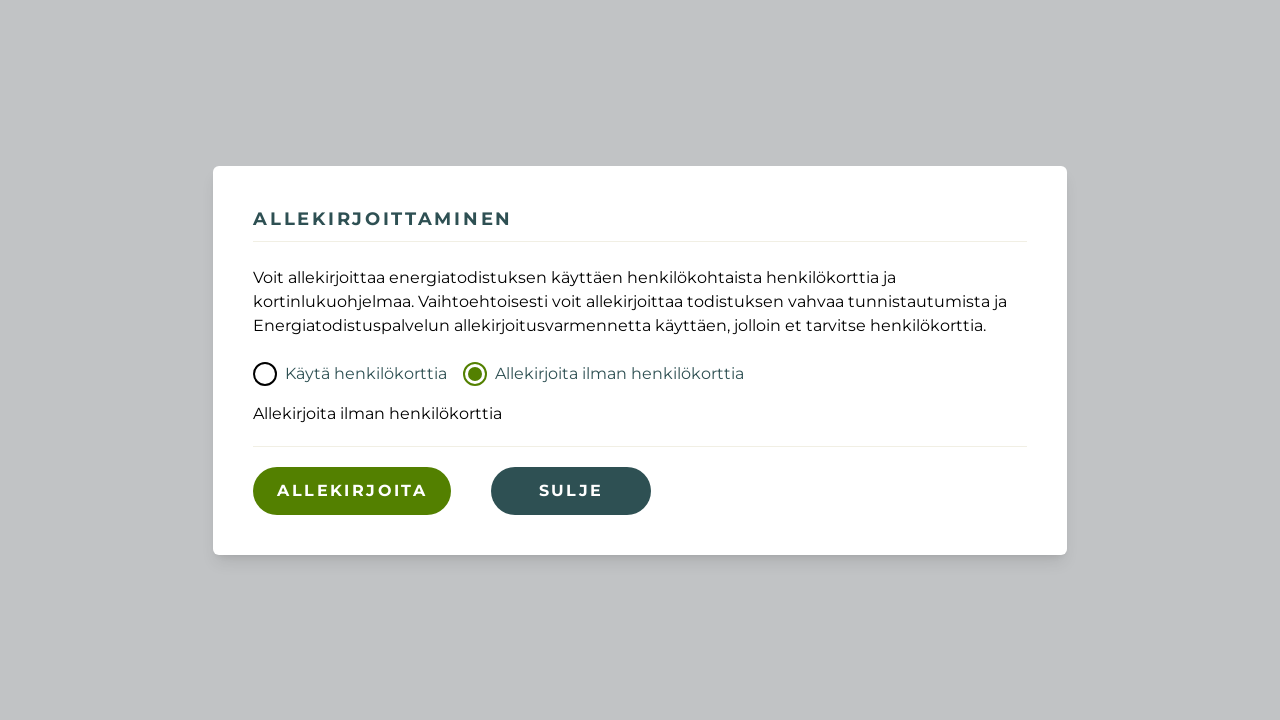 ALLEKIRJOITTAMINEN
Voit allekirjoittaa energiatodistuksen käyttäen henkilökohtaista henkilökorttia ja
kortinlukuohjelmaa. Vaihtoehtoisesti voit allekirjoittaa todistuksen vahvaa tunnistautumista ja
Energiatodistuspalvelun allekirjoitusvarmennetta käyttäen, jolloin et tarvitse henkilökorttia.
Käytä henkilökorttia Allekirjoita ilman henkilökorttia
Allekirjoita ilman henkilökorttia
ALLEKIRJOITA SULJE